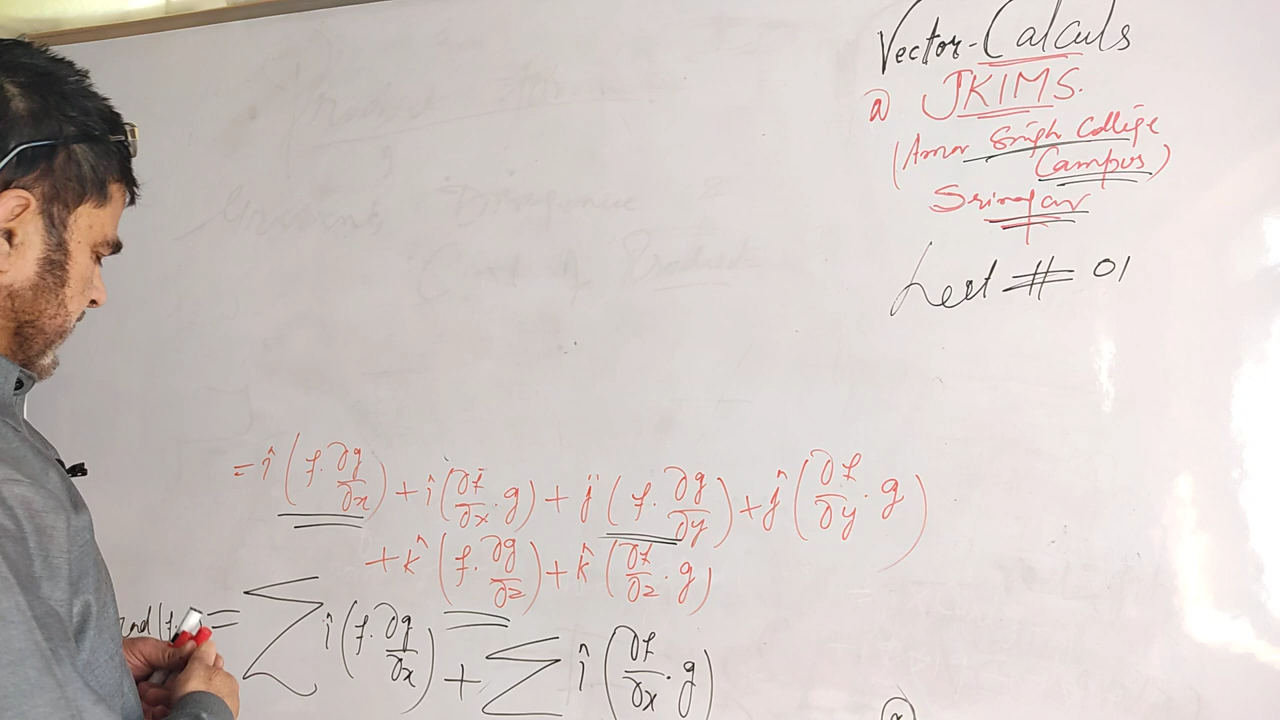 Vector-Calculs
@ JKIMS.
(Amar Singh College
Campus)
Srinagar
Lect # 01
= î (f. ∂g/∂x) + î (∂f/∂x . g) + ĵ (f. ∂g/∂y) + ĵ (∂f/∂y . g)
+ k̂ (f. ∂g/∂z) + k̂ (∂f/∂z . g)
= ∑ î (f. ∂g/∂x) + ∑ î (∂f/∂x . g)